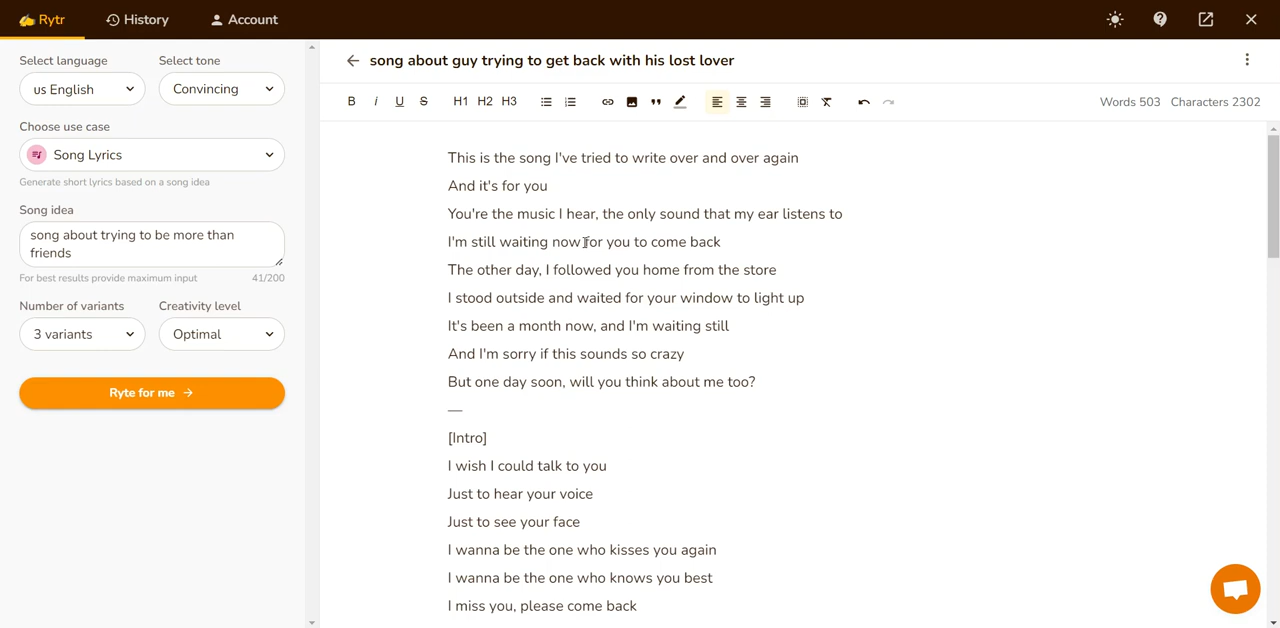 Rytr History Account
Select language Select tone
us English Convincing
Choose use case
Song Lyrics
Generate short lyrics based on a song idea
Song idea
song about trying to be more than
friends
For best results provide maximum input 41/200
Number of variants Creativity level
3 variants Optimal
Ryte for me →
song about guy trying to get back with his lost lover
B i U S H1 H2 H3 Words 503 Characters 2302
This is the song I've tried to write over and over again
And it's for you
You're the music I hear, the only sound that my ear listens to
I'm still waiting now for you to come back
The other day, I followed you home from the store
I stood outside and waited for your window to light up
It's been a month now, and I'm waiting still
And I'm sorry if this sounds so crazy
But one day soon, will you think about me too?
—
[Intro]
I wish I could talk to you
Just to hear your voice
Just to see your face
I wanna be the one who kisses you again
I wanna be the one who knows you best
I miss you, please come back